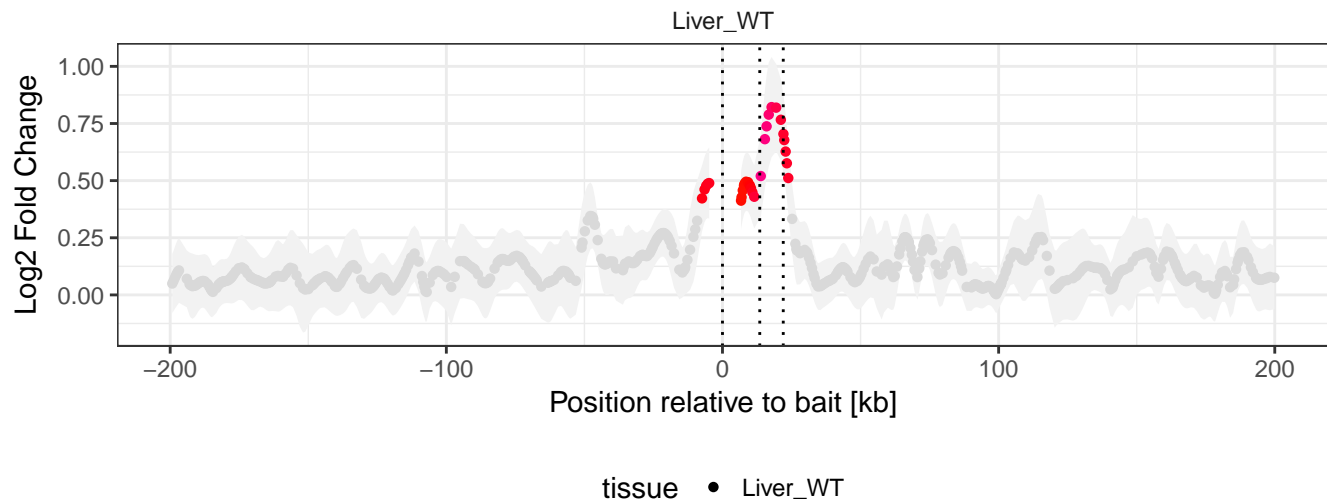 Liver_WT
Log2 Fold Change
1.00
0.75
0.50
0.25
0.00
−200
−100
0
100
200
Position relative to bait [kb]
tissue
Liver_WT